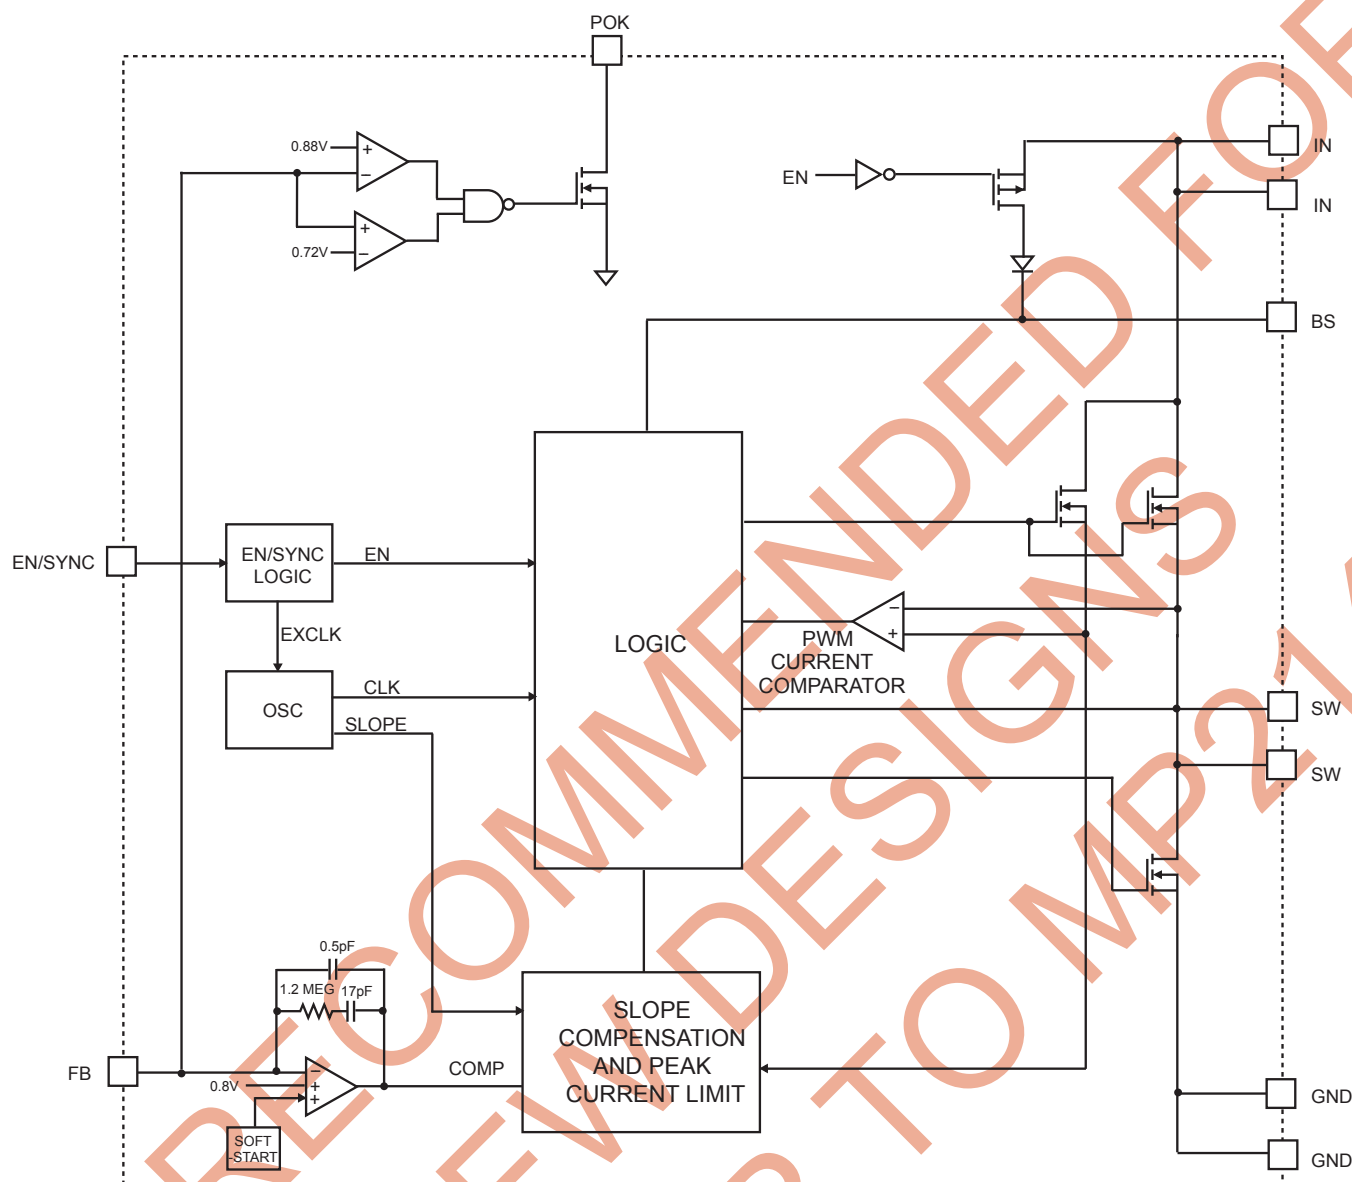 POK
0.88V
+
−
EN
IN
IN
0.72V
+
−
BS
EN/SYNC
EN/SYNC
LOGIC
EN
EXCLK
OSC
CLK
SLOPE
LOGIC
−
+
PWM
CURRENT
COMPARATOR
SW
SW
0.5pF
1.2 MEG
17pF
FB
0.8V
−
+
+
SOFT
-START
COMP
SLOPE
COMPENSATION
AND PEAK
CURRENT LIMIT
GND
GND
RECOMMENDED FOR
EW DESIGNS
R TO MP21